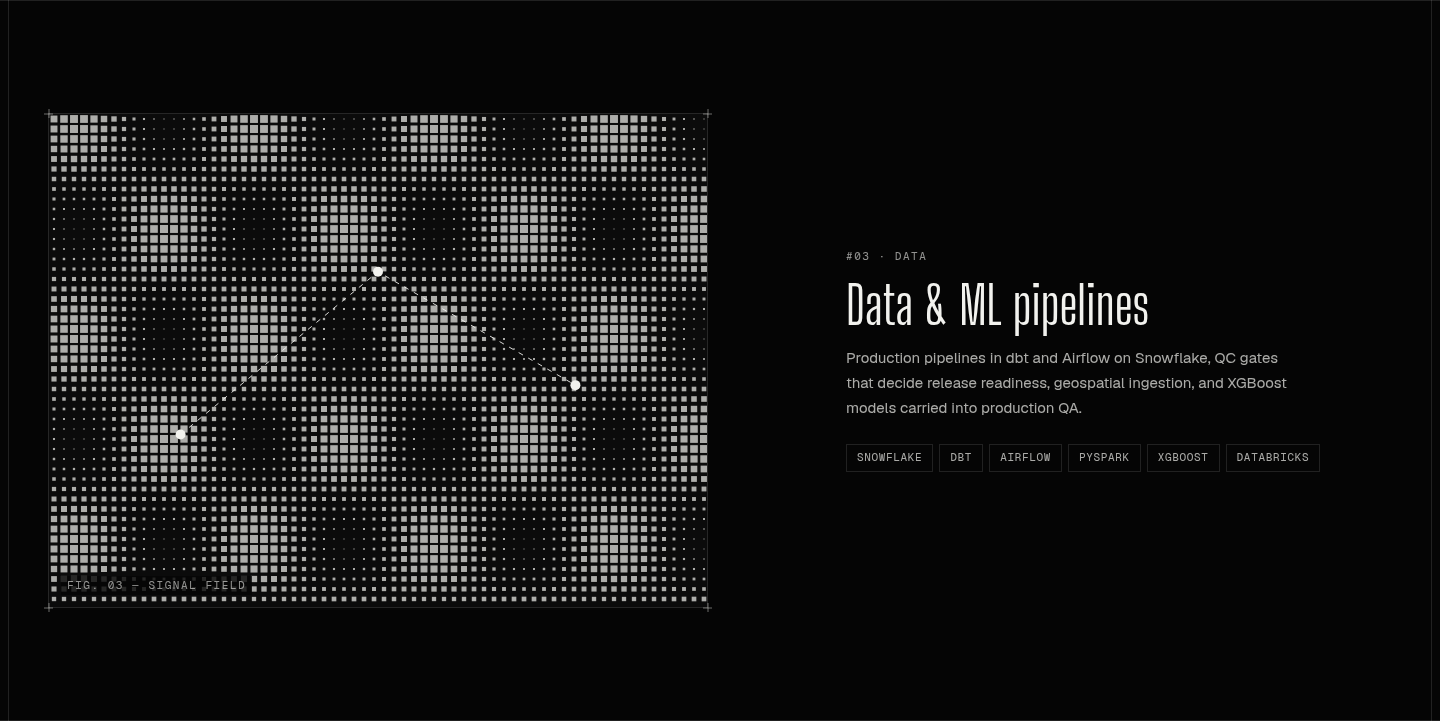 FIG. 03 — SIGNAL FIELD
#03 · DATA
Data & ML pipelines
Production pipelines in dbt and Airflow on Snowflake, QC gates
that decide release readiness, geospatial ingestion, and XGBoost
models carried into production QA.
SNOWFLAKE DBT AIRFLOW PYSPARK XGBOOST DATABRICKS